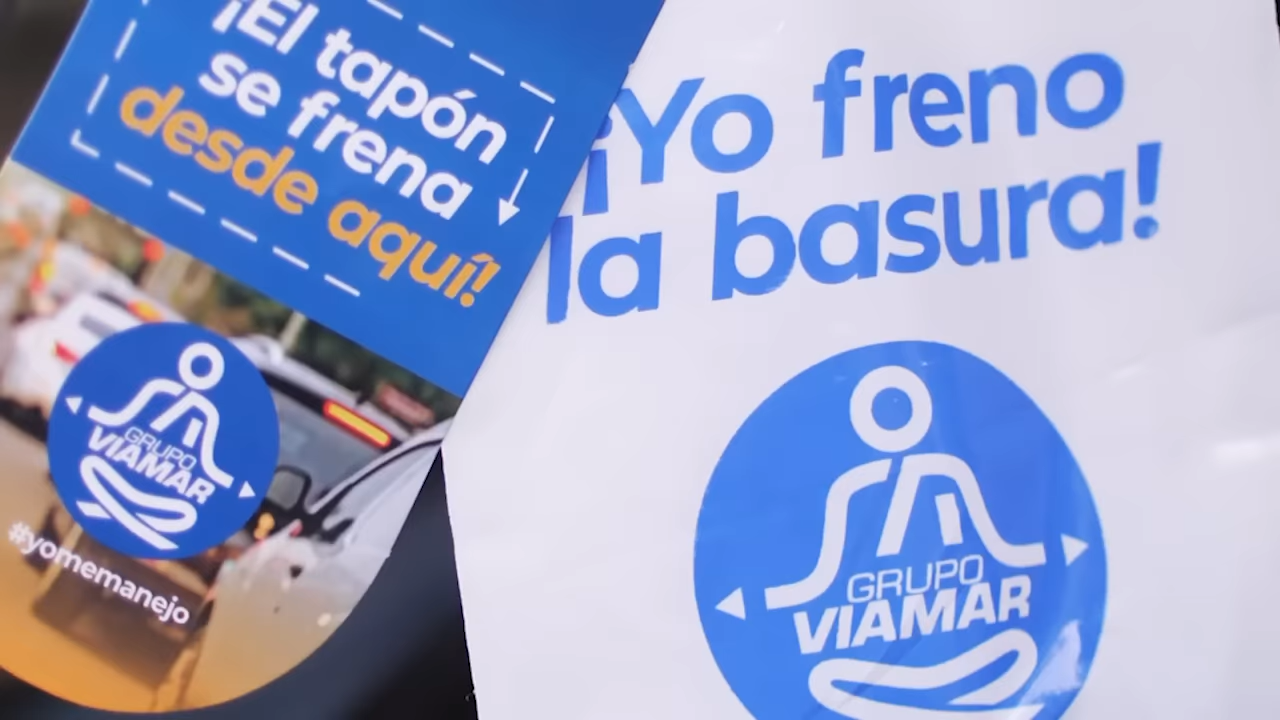 ¡El tapón
se frena
desde aquí!
GRUPO
VIAMAR
#yomemanejo
¡Yo freno
la basura!
GRUPO
VIAMAR